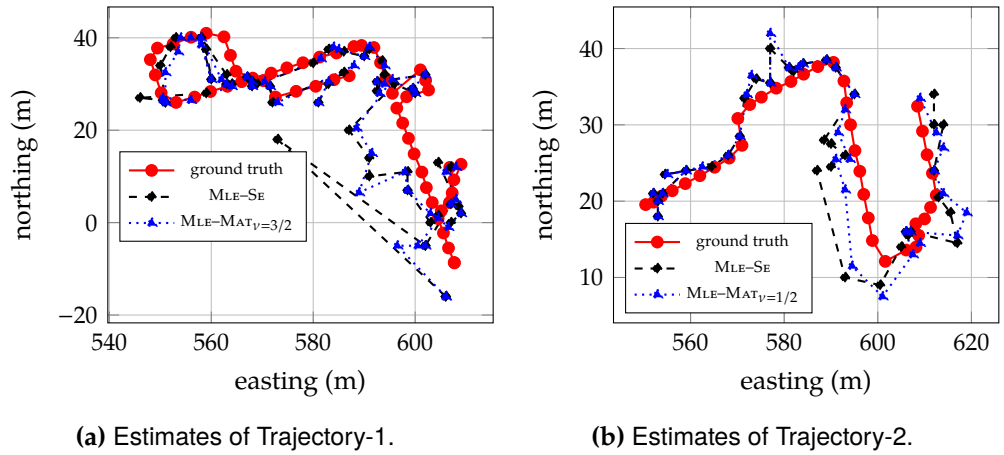 40
20
0
−20
540
560
580
600
northing (m)
easting (m)
ground truth
MLE–SE
MLE–MATν=3/2
(a) Estimates of Trajectory-1.
40
30
20
10
560
580
600
620
northing (m)
easting (m)
ground truth
MLE–SE
MLE–MATν=1/2
(b) Estimates of Trajectory-2.